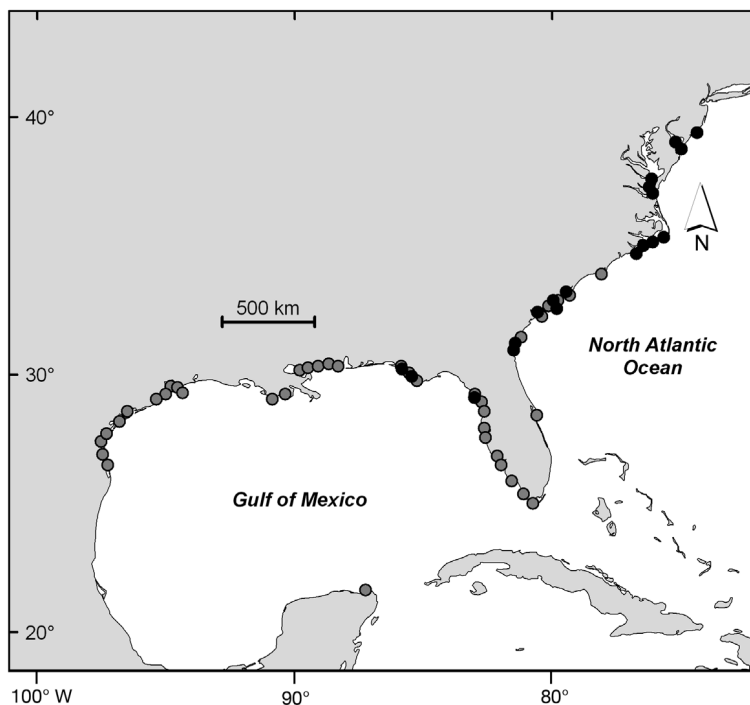 40°
N
500 km
North Atlantic
Ocean
30°
Gulf of Mexico
20°
100° W
90°
80°